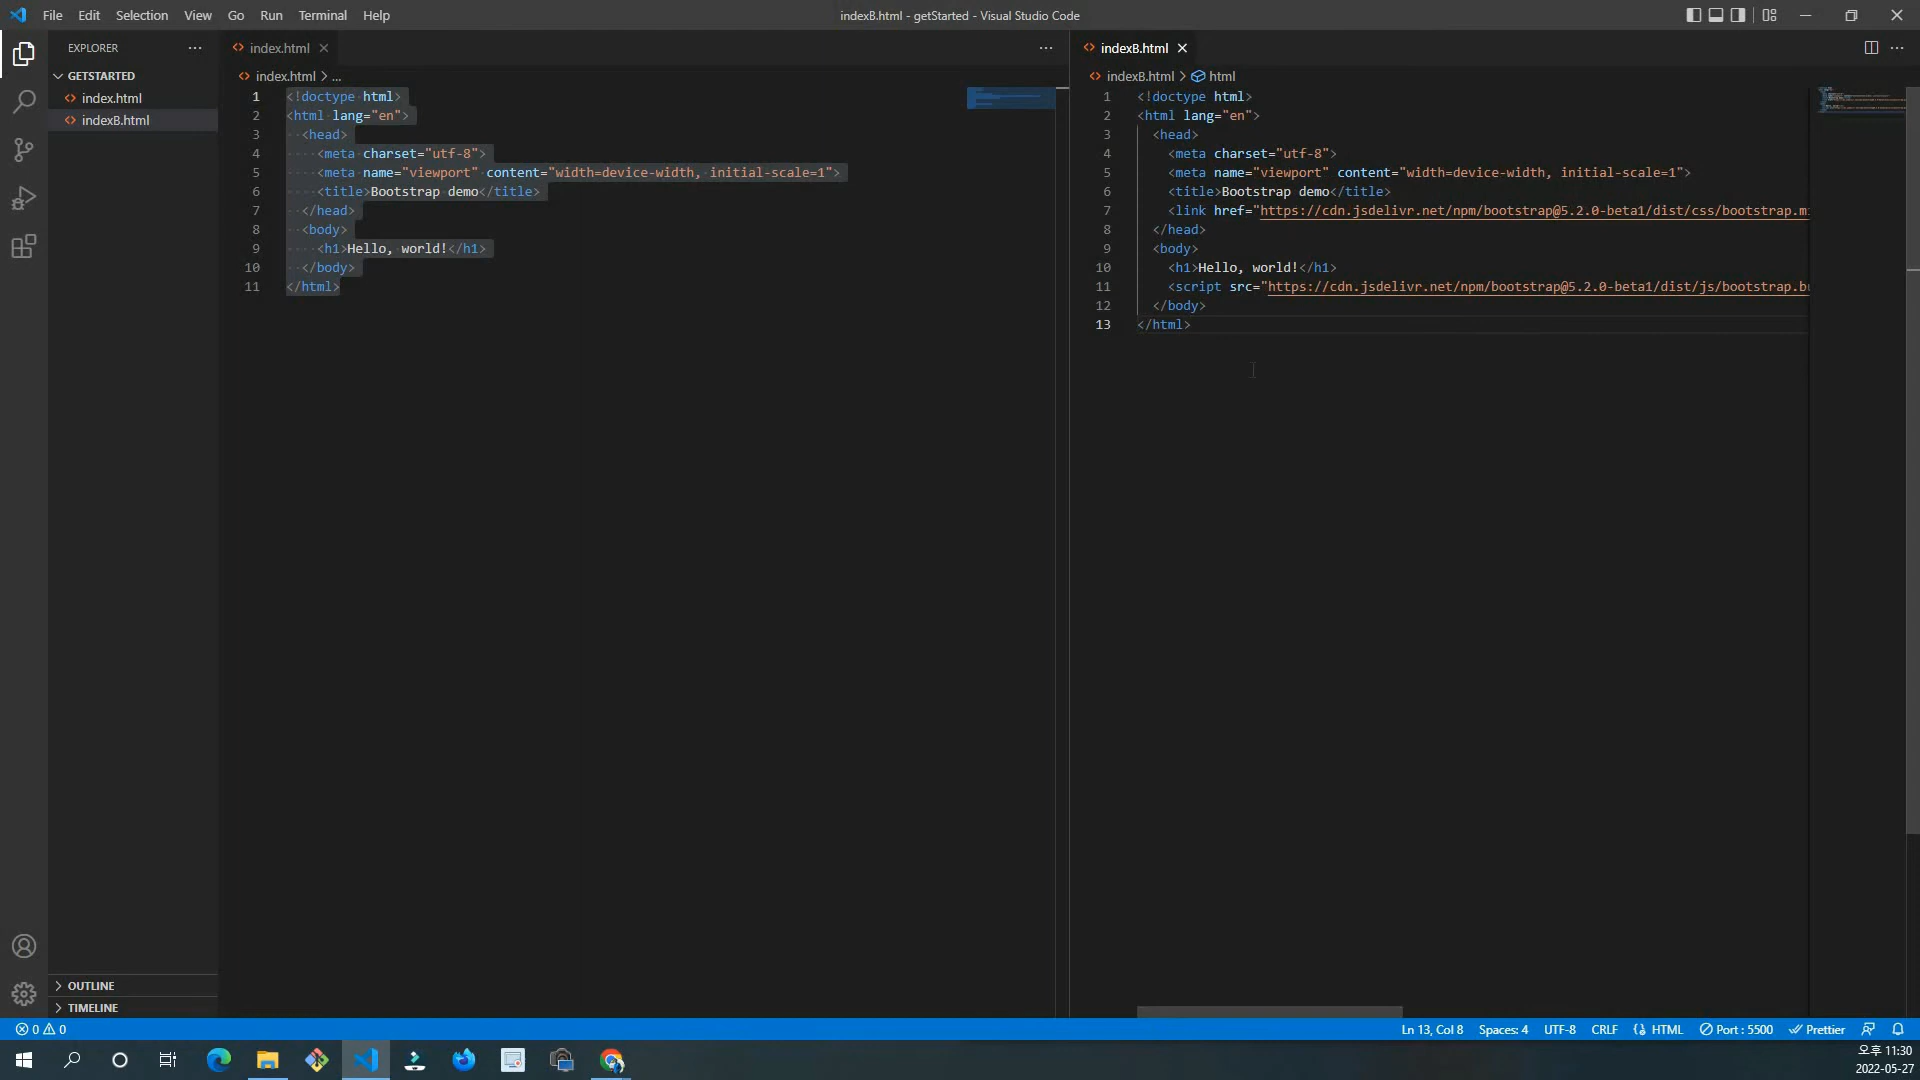 File Edit Selection View Go Run Terminal Help
indexB.html - getStarted - Visual Studio Code
EXPLORER
GETSTARTED
index.html
indexB.html
OUTLINE
TIMELINE
index.html
index.html > ...
1 <!doctype html>
2 <html lang="en">
3 <head>
4 <meta charset="utf-8">
5 <meta name="viewport" content="width=device-width, initial-scale=1">
6 <title>Bootstrap demo</title>
7 </head>
8 <body>
9 <h1>Hello, world!</h1>
10 </body>
11 </html>
indexB.html
indexB.html > html
1 <!doctype html>
2 <html lang="en">
3 <head>
4 <meta charset="utf-8">
5 <meta name="viewport" content="width=device-width, initial-scale=1">
6 <title>Bootstrap demo</title>
7 <link href="https://cdn.jsdelivr.net/npm/bootstrap@5.2.0-beta1/dist/css/bootstrap.m
8 </head>
9 <body>
10 <h1>Hello, world!</h1>
11 <script src="https://cdn.jsdelivr.net/npm/bootstrap@5.2.0-beta1/dist/js/bootstrap.b
12 </body>
13 </html>
0 0
Ln 13, Col 8 Spaces: 4 UTF-8 CRLF HTML Port : 5500 Prettier
오후 11:30
2022-05-27